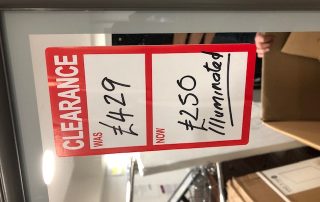 CLEARANCE
WAS
£429
NOW
£250
Illuminated